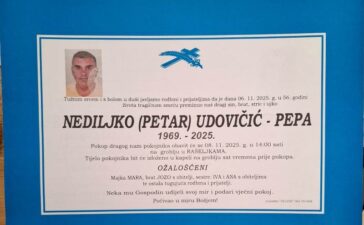 Tužnim srcem i s bolom u duši javljamo rodbini i prijateljima da je dana 06. 11. 2025. g. u 56. godini
života tragičnom smrću preminuo naš dragi sin, brat, stric i ujko
NEDILJKO (PETAR) UDOVIČIĆ - PEPA
1969. - 2025.
Pokop dragog nam pokojnika obavit će se 08. 11. 2025. g. u 14:00 sati
na groblju u RAŠELJKAMA.
Tijelo pokojnika bit će izloženo u kapeli na groblju sat vremena prije pokopa.
OŽALOŠĆENI
Majka MARA, brat JOZO s obitelji, sestre: IVA i ANA s obiteljima
te ostala tugujuća rodbina i prijatelji.
Neka mu Gospodin udijeli svoj mir i podari vječni pokoj.
Počivao u miru Božjem!